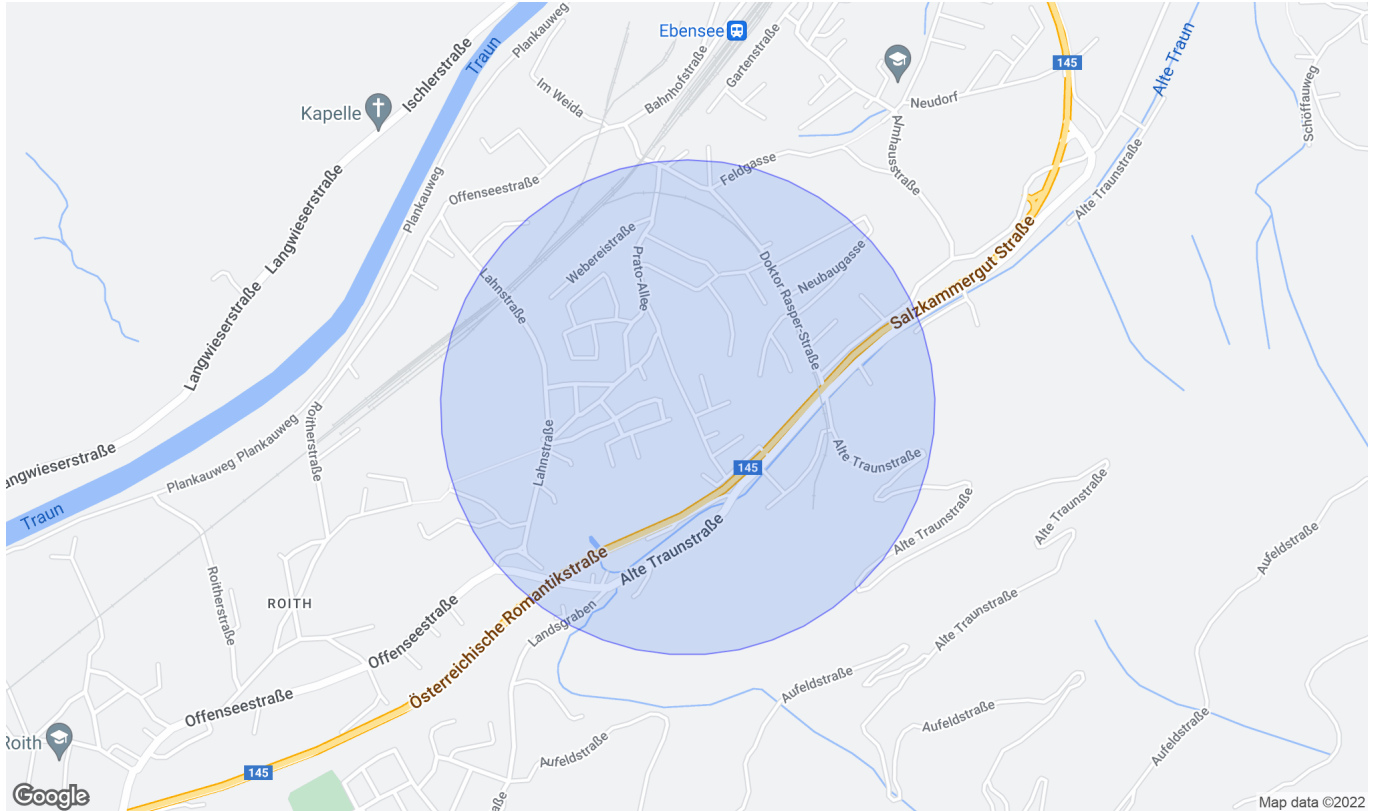 Ebensee
Plankauweg
Gartenstraße
145
Alte Traun
Traun
Ischlerstraße
Schöffauweg
Im Weida
Bahnhofstraße
Neudorf
Kapelle
Almhausstraße
Feldgasse
Offenseestraße
Alte Traunstraße
Plankauweg
Langwieserstraße
Webereistraße
Prato-Allee
Doktor Rasper-Straße
Neubaugasse
Salzkammergut Straße
Lahnstraße
Langwieserstraße
Roitherstraße
Plankauweg Plankauweg
angwieserstraße
Lahnstraße
145
Alte Traunstraße
Traun
Alte Traunstraße
Alte Traunstraße
Alte Traunstraße
Aufeldstraße
Österreichische Romantikstraße
Roitherstraße
ROITH
Landsgraben
Alte Traunstraße
Offenseestraße
Aufeldstraße
Offenseestraße
Aufeldstraße
Aufeldstraße
Roith
Aufeldstraße
145
aße
Google
Map data ©2022